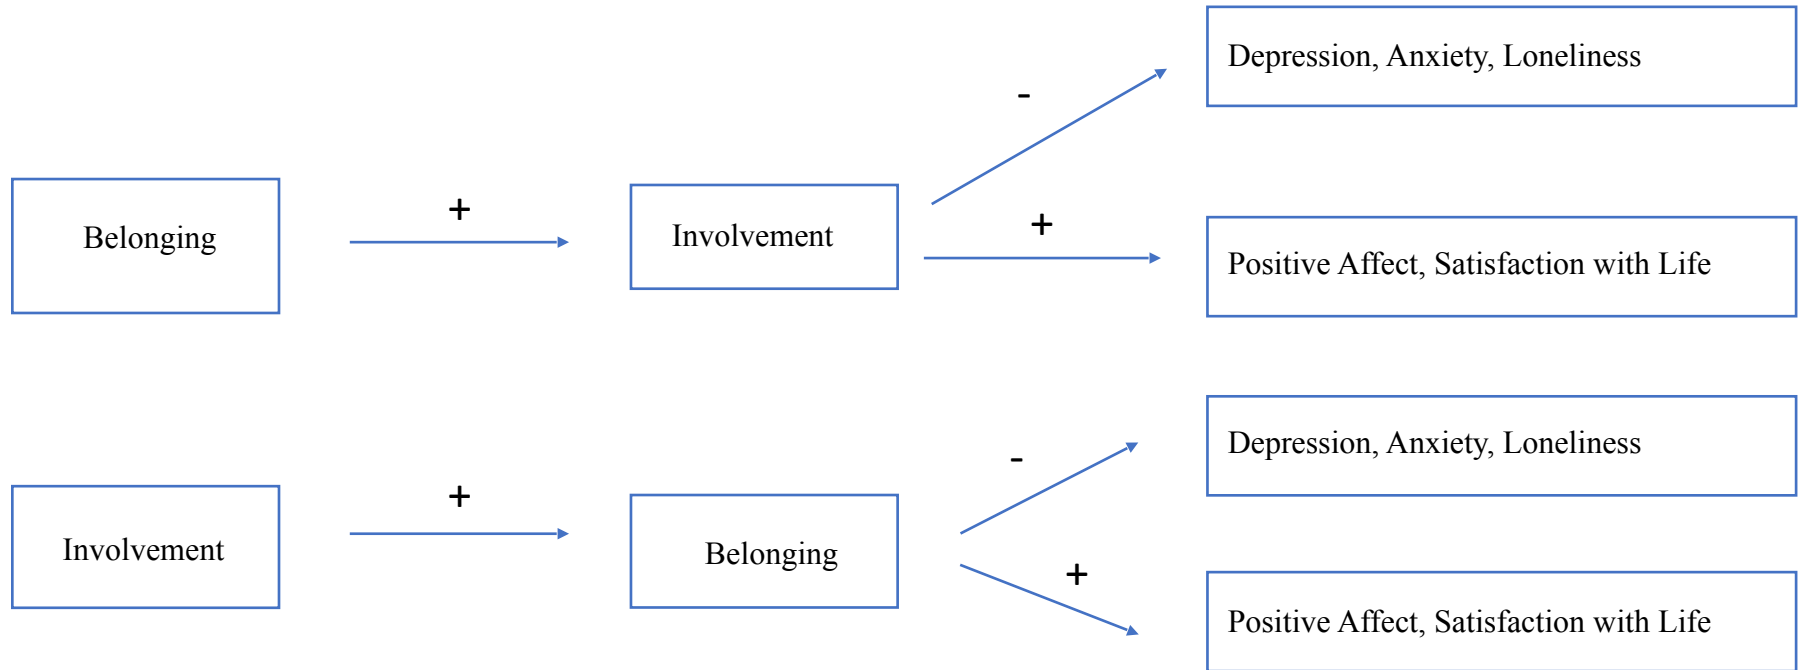 Depression, Anxiety, Loneliness
-
+
+
Belonging
Involvement
Positive Affect, Satisfaction with Life
Depression, Anxiety, Loneliness
-
+
Involvement
Belonging
+
Positive Affect, Satisfaction with Life